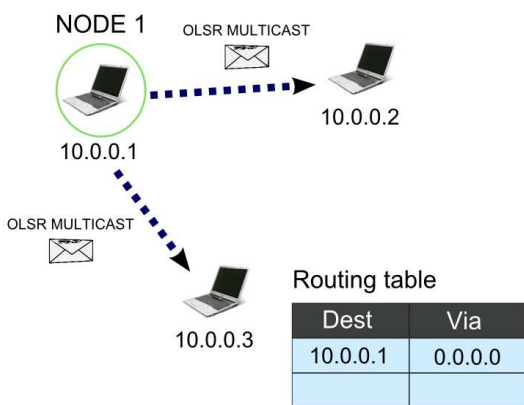 NODE 1
OLSR MULTICAST
10.0.0.2
10.0.0.1
OLSR MULTICAST
10.0.0.3
Routing table
Dest Via
10.0.0.1 0.0.0.0